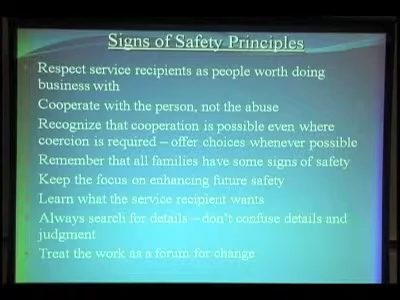 Signs of Safety Principles
Respect service recipients as people worth doing
business with
Cooperate with the person, not the abuse
Recognize that cooperation is possible even where
coercion is required – offer choices whenever possible
Remember that all families have some signs of safety
Keep the focus on enhancing future safety
Learn what the service recipient wants
Always search for details – don't confuse details and
judgment
Treat the work as a forum for change